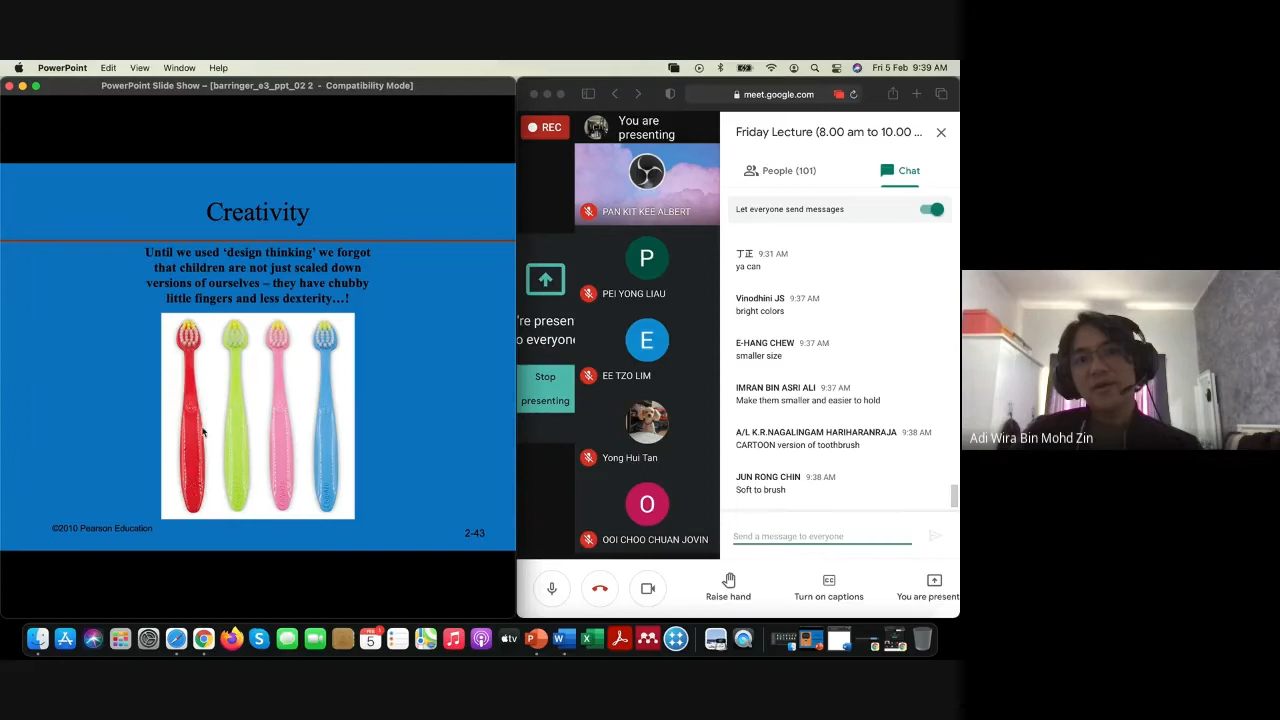 PowerPoint Edit View Window Help
Fri 5 Feb 9:39 AM
PowerPoint Slide Show – [barringer_e3_ppt_02 2 - Compatibility Mode]
Creativity
Until we used ‘design thinking’ we forgot
that children are not just scaled down
versions of ourselves – they have chubby
little fingers and less dexterity…!
©2010 Pearson Education
2-43
meet.google.com
REC
You are
presenting
PAN KIT KEE ALBERT
P
PEI YONG LIAU
're presen
o everyone
E
Stop
presenting
EE TZO LIM
Yong Hui Tan
O
OOI CHOO CHUAN JOVIN
Friday Lecture (8.00 am to 10.00 ...
People (101)
Chat
Let everyone send messages
丁正 9:31 AM
ya can
Vinodhini JS 9:37 AM
bright colors
E-HANG CHEW 9:37 AM
smaller size
IMRAN BIN ASRI ALI 9:37 AM
Make them smaller and easier to hold
A/L K.R.NAGALINGAM HARIHARANRAJA 9:38 AM
CARTOON version of toothbrush
JUN RONG CHIN 9:38 AM
Soft to brush
Send a message to everyone
Raise hand
CC
Turn on captions
You are present
Adi Wira Bin Mohd Zin
tv
5